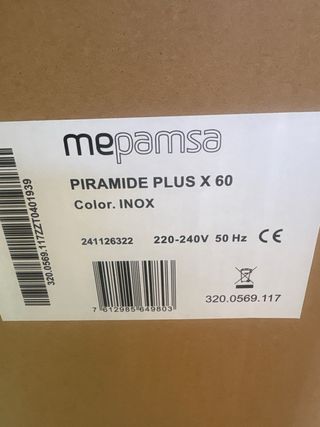 mepamsa
PIRAMIDE PLUS X 60
Color. INOX
241126322 220-240V 50 Hz CE
7 612985 649803
320.0569.117
320.0569.117ZZT0401939